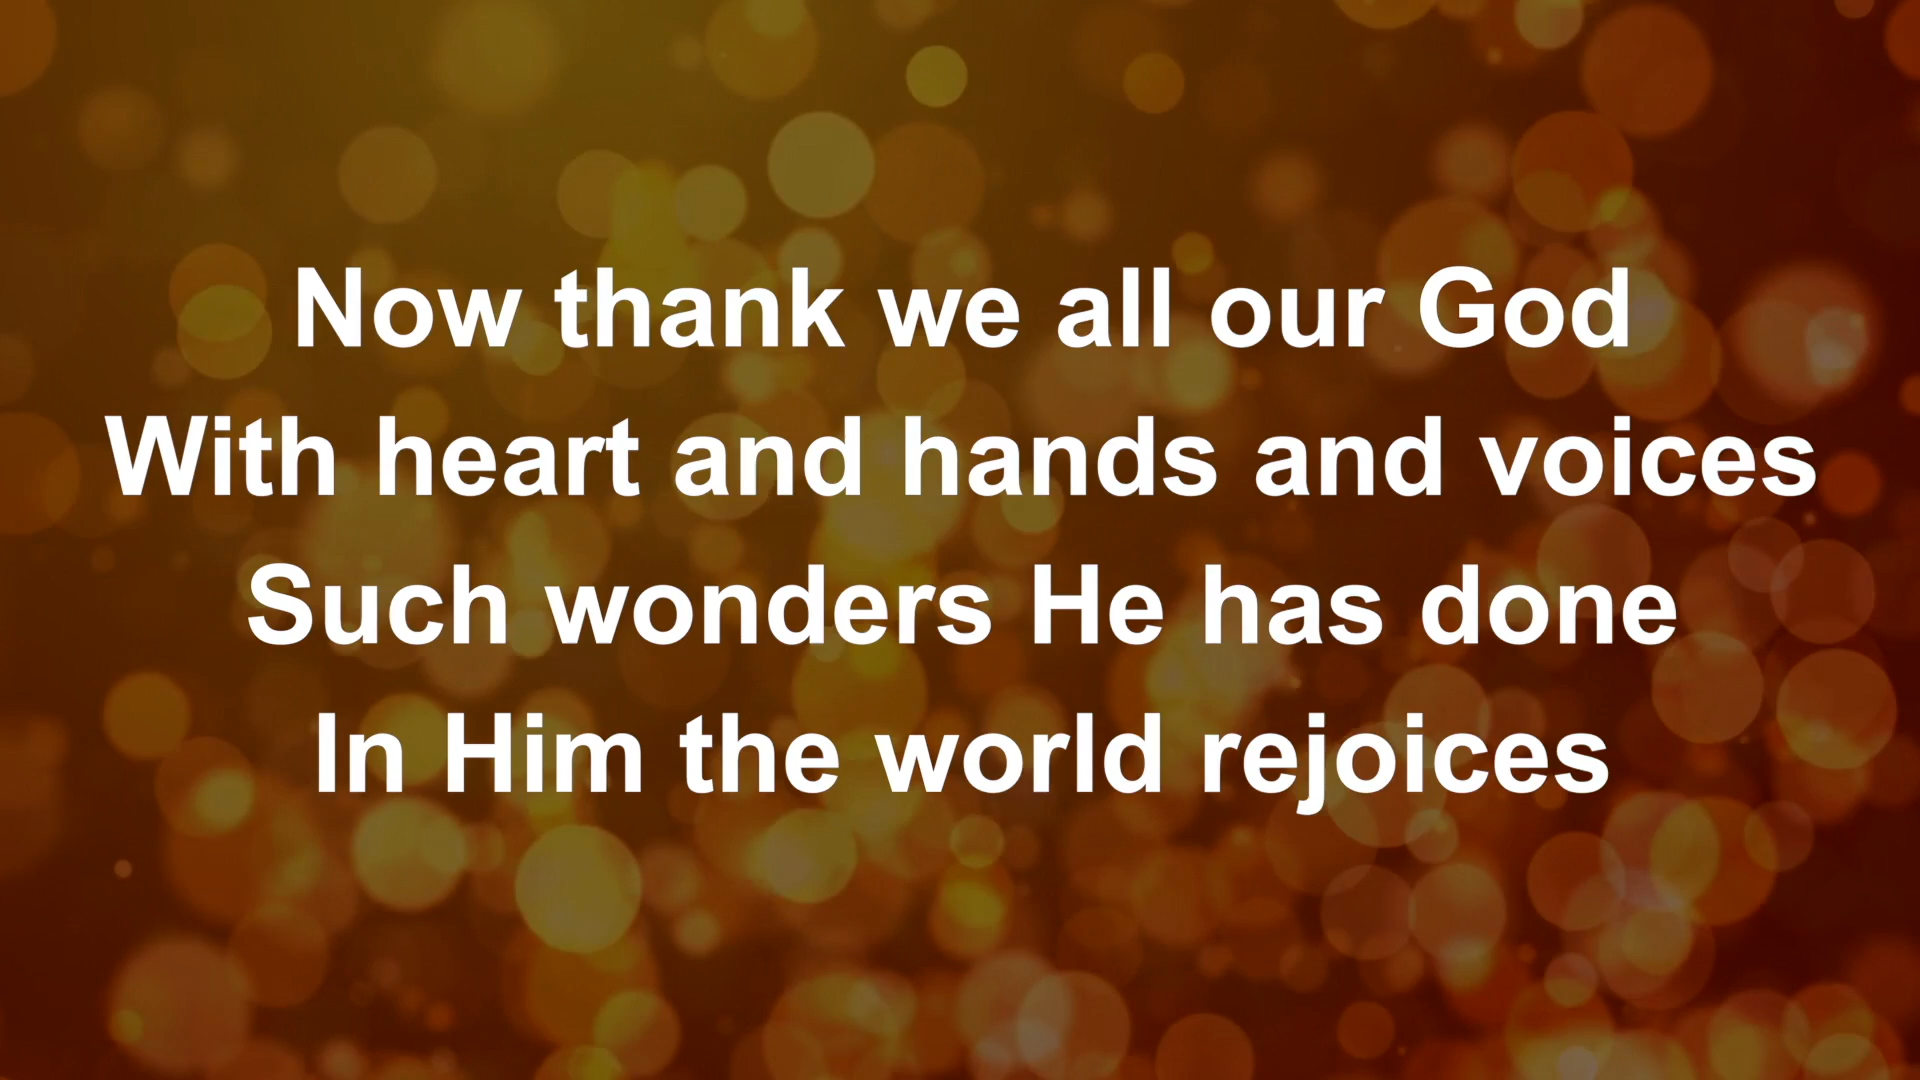 Now thank we all our God
With heart and hands and voices
Such wonders He has done
In Him the world rejoices